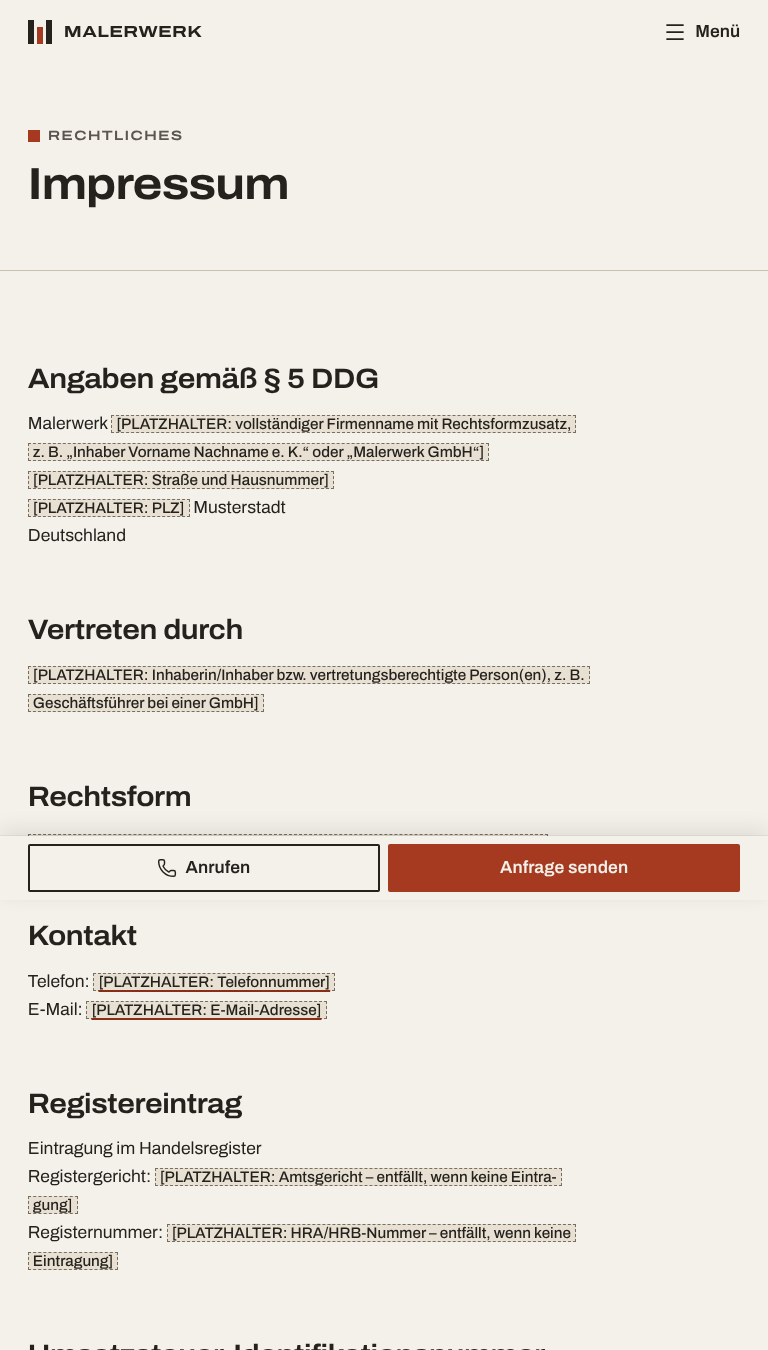 MALERWERK
Menü
RECHTLICHES
Impressum
Angaben gemäß § 5 DDG
Malerwerk [PLATZHALTER: vollständiger Firmenname mit Rechtsformzusatz,
z. B. „Inhaber Vorname Nachname e. K.“ oder „Malerwerk GmbH“]
[PLATZHALTER: Straße und Hausnummer]
[PLATZHALTER: PLZ] Musterstadt
Deutschland
Vertreten durch
[PLATZHALTER: Inhaberin/Inhaber bzw. vertretungsberechtigte Person(en), z. B.
Geschäftsführer bei einer GmbH]
Rechtsform
Anrufen
Anfrage senden
Kontakt
Telefon: [PLATZHALTER: Telefonnummer]
E-Mail: [PLATZHALTER: E-Mail-Adresse]
Registereintrag
Eintragung im Handelsregister
Registergericht: [PLATZHALTER: Amtsgericht – entfällt, wenn keine Eintra-
gung]
Registernummer: [PLATZHALTER: HRA/HRB-Nummer – entfällt, wenn keine
Eintragung]
Umsatzsteuer-Identifikationsnummer